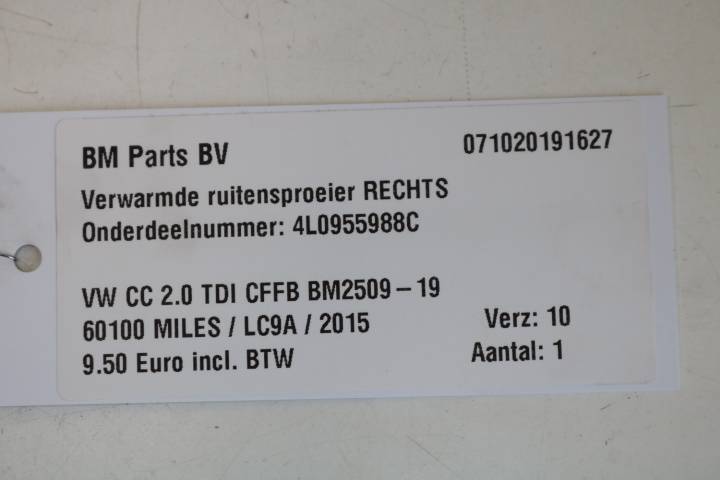 BM Parts BV 071020191627
Verwarmde ruitensproeier RECHTS
Onderdeelnummer: 4L0955988C
VW CC 2.0 TDI CFFB BM2509-19
60100 MILES / LC9A / 2015 Verz: 10
9.50 Euro incl. BTW Aantal: 1